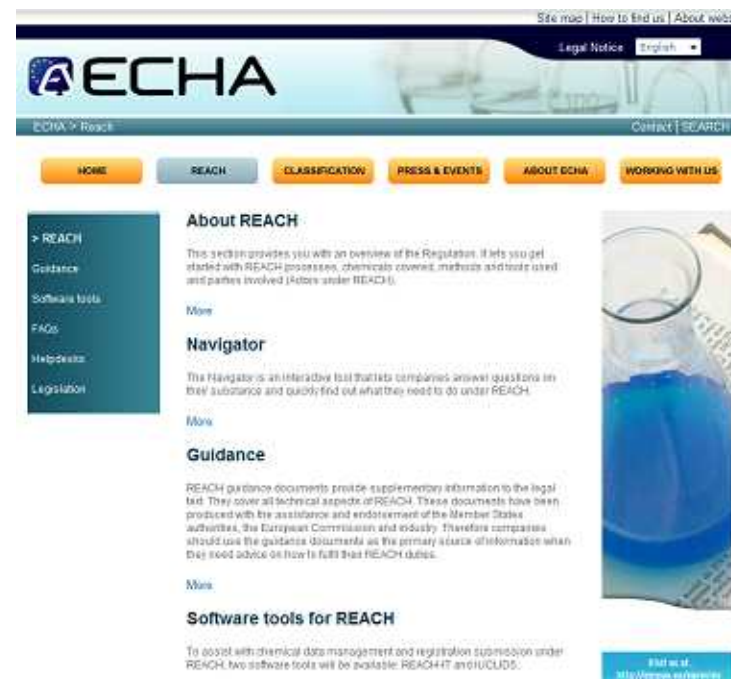 Site map | How to find us | About
Legal Notice English
ECHA
ECHA > Reach
Contact | SEARCH
HOME
REACH
CLASSIFICATION
PRESS & EVENTS
ABOUT ECHA
WORKING WITH US
> REACH
Guidance
Software tools
FAQs
Helpdesks
Legislation
About REACH
This section provides you with an overview of the Regulation. It lets you get
started with REACH processes, chemicals covered, methods and tools used
and parties involved (Actors under REACH).
More
Navigator
The Navigator is an interactive tool that lets companies answer questions on
their substance and quickly find out what they need to do under REACH.
More
Guidance
REACH guidance documents provide supplementary information to the legal
text. They cover all technical aspects of REACH. These documents have been
produced with the assistance and endorsement of the Member States
authorities, the European Commission and industry. Therefore companies
should use the guidance documents as the primary source of information when
they need advice on how to fulfil their REACH duties.
More
Software tools for REACH
To assist with chemical data management and registration submission under
REACH, two software tools will be available: REACH-IT and IUCLID5.
Visit us at